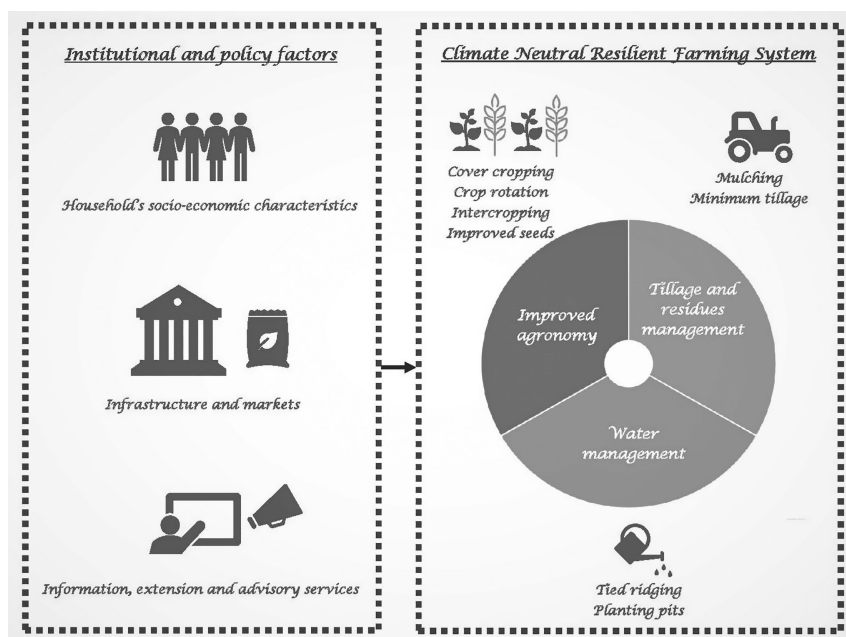 Institutional and policy factors
Household's socio-economic characteristics
Infrastructure and markets
Information, extension and advisory services
Climate Neutral Resilient Farming System
Cover cropping
Crop rotation
Intercropping
Improved seeds
Mulching
Minimum tillage
Improved
agronomy
Tillage and
residues
management
Water
management
Tied ridging
Planting pits